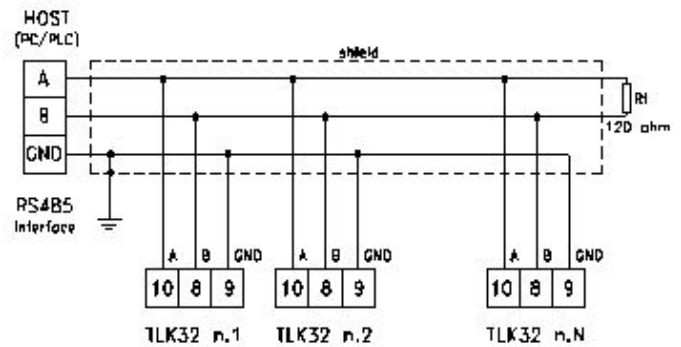 HOST
(PC/PLC)
shield
A
B
GND
Rt
120 ohm
RS485
Interface
A B GND
A B GND
A B GND
10 8 9
10 8 9
10 8 9
TLK32 n.1
TLK32 n.2
TLK32 n.N